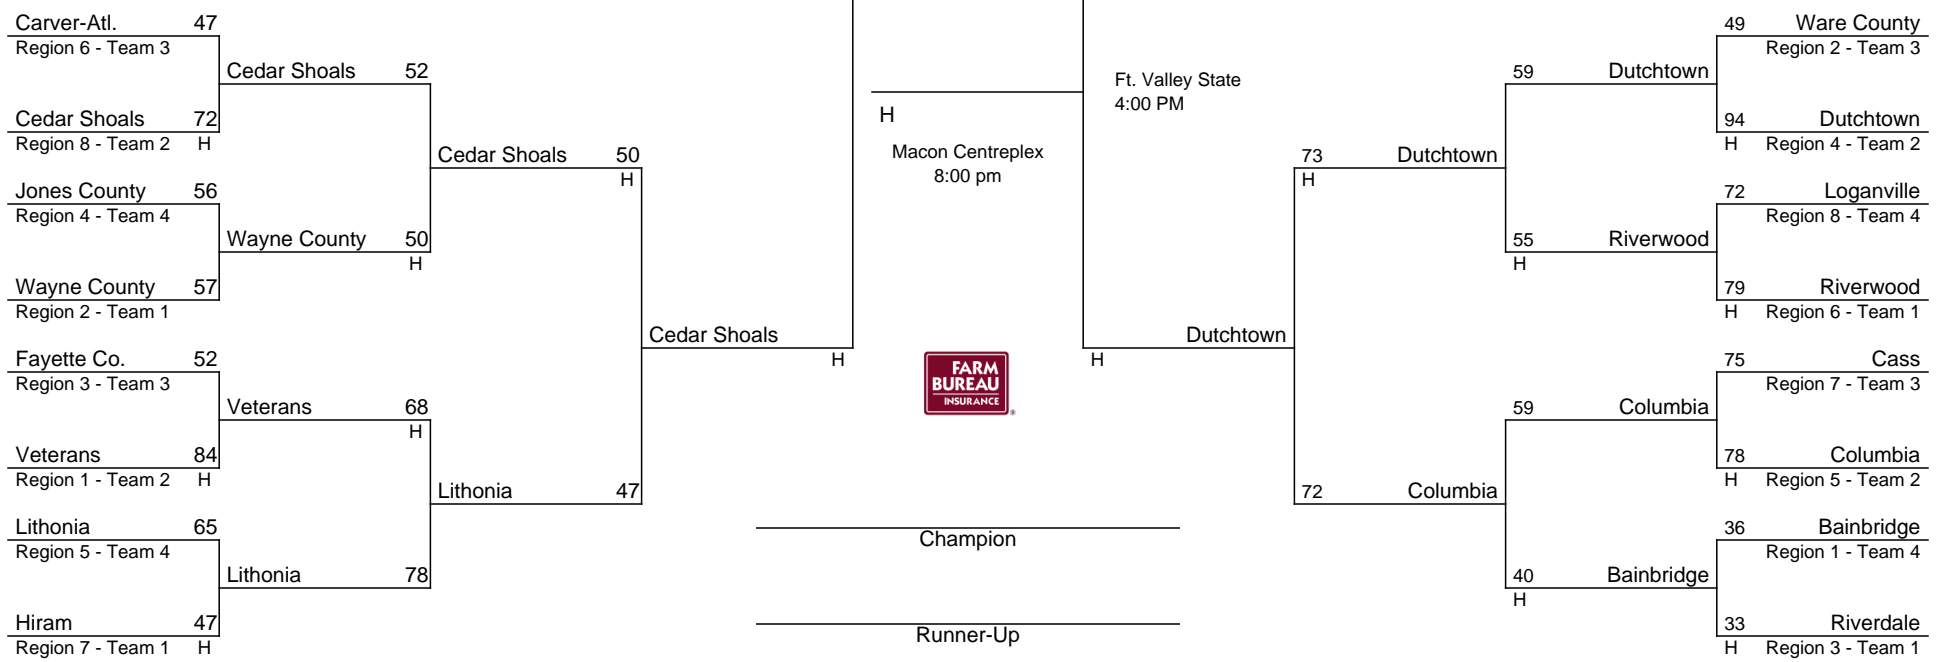 Carver-Atl. 47
Region 6 - Team 3
Cedar Shoals 52
Cedar Shoals 72
Region 8 - Team 2 H
Cedar Shoals 50
H
Jones County 56
Region 4 - Team 4
Wayne County 50
H
Wayne County 57
Region 2 - Team 1
Cedar Shoals
H
Fayette Co. 52
Region 3 - Team 3
Veterans 68
H
Veterans 84
Region 1 - Team 2 H
Lithonia 47
Lithonia 65
Region 5 - Team 4
Lithonia 78
Hiram 47
Region 7 - Team 1 H
H
Macon Centreplex
8:00 pm
FARM
BUREAU
INSURANCE
®
Champion
Runner-Up
Ft. Valley State
4:00 PM
49 Ware County
Region 2 - Team 3
59 Dutchtown
94 Dutchtown
H Region 4 - Team 2
73 Dutchtown
H
72 Loganville
Region 8 - Team 4
55 Riverwood
H
79 Riverwood
H Region 6 - Team 1
Dutchtown
H
75 Cass
Region 7 - Team 3
59 Columbia
78 Columbia
H Region 5 - Team 2
72 Columbia
36 Bainbridge
Region 1 - Team 4
40 Bainbridge
H
33 Riverdale
H Region 3 - Team 1